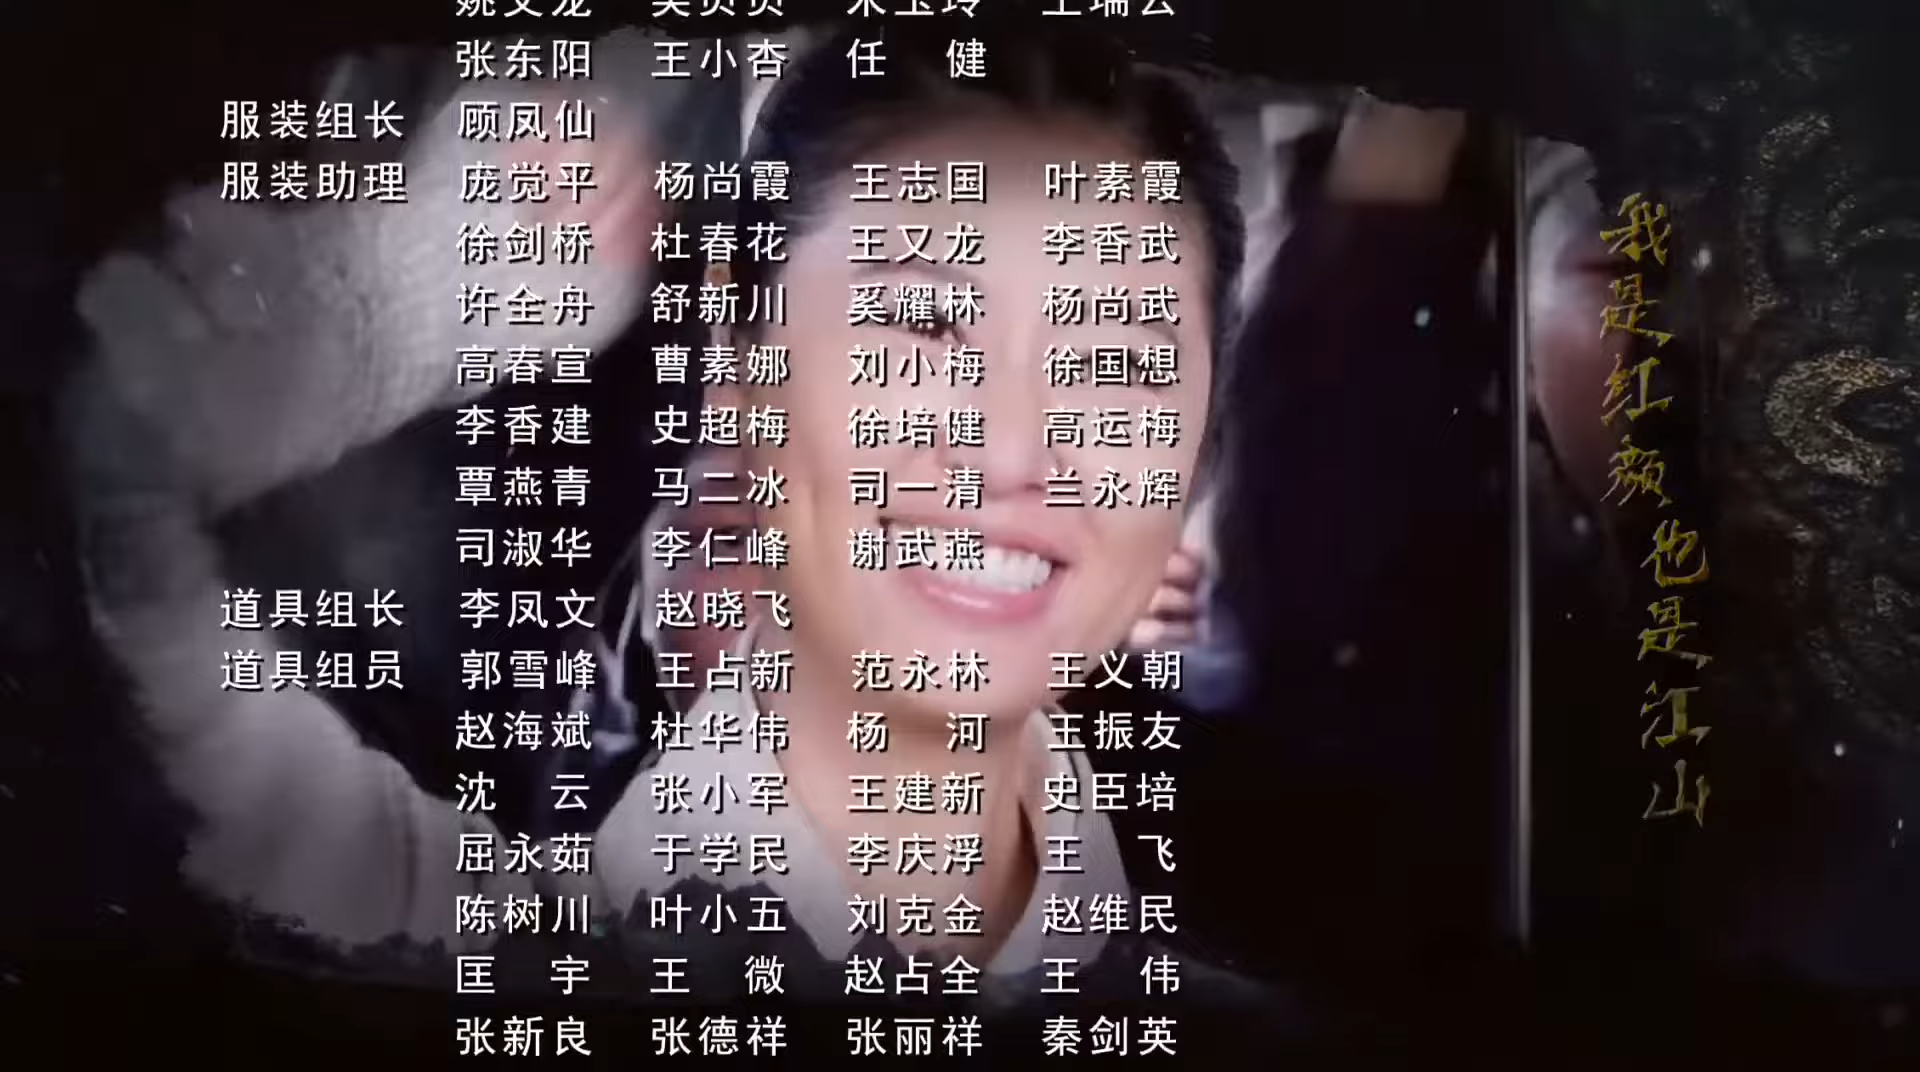 张东阳 王小杏 任 健
服装组长 顾凤仙
服装助理 庞觉平 杨尚霞 王志国 叶素霞
徐剑桥 杜春花 王又龙 李香武
许全舟 舒新川 奚耀林 杨尚武
高春宣 曹素娜 刘小梅 徐国想
李香建 史超梅 徐培健 高运梅
覃燕青 马二冰 司一清 兰永辉
司淑华 李仁峰 谢武燕
道具组长 李凤文 赵晓飞
道具组员 郭雪峰 王占新 范永林 王义朝
赵海斌 杜华伟 杨 河 王振友
沈 云 张小军 王建新 史臣培
屈永茹 于学民 李庆浮 王 飞
陈树川 叶小五 刘克金 赵维民
匡 宇 王 微 赵占全 王 伟
张新良 张德祥 张丽祥 秦剑英
我是红颜也是江山